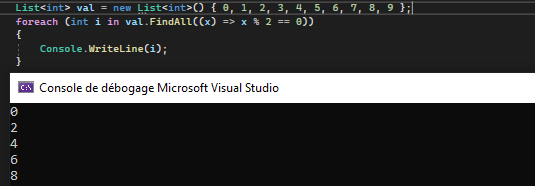 List<int> val = new List<int>() { 0, 1, 2, 3, 4, 5, 6, 7, 8, 9 };
foreach (int i in val.FindAll((x) => x % 2 == 0))
{
    Console.WriteLine(i);
}
C:\ Console de débogage Microsoft Visual Studio
0
2
4
6
8